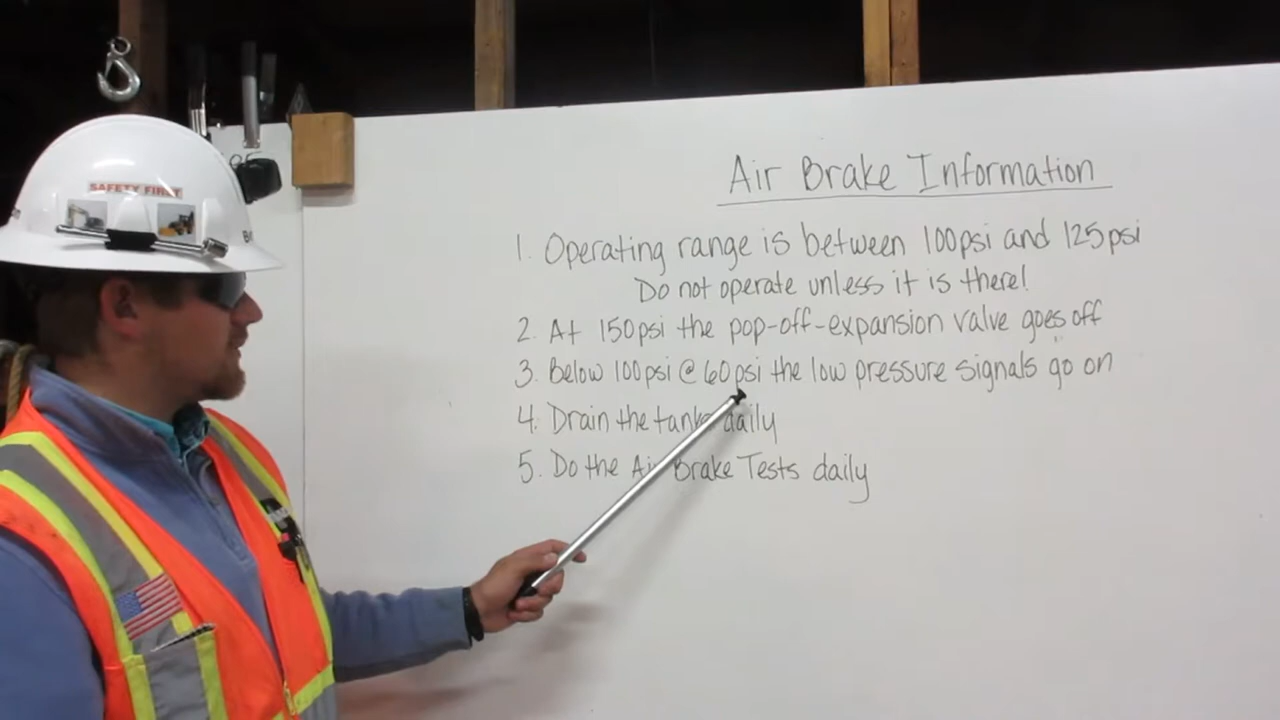 SAFETY FIRST
Air Brake Information
1. Operating range is between 100psi and 125psi
Do not operate unless it is there!
2. At 150psi the pop-off-expansion valve goes off
3. Below 100psi @ 60psi the low pressure signals go on
4. Drain the tanks daily
5. Do the Air Brake Tests daily